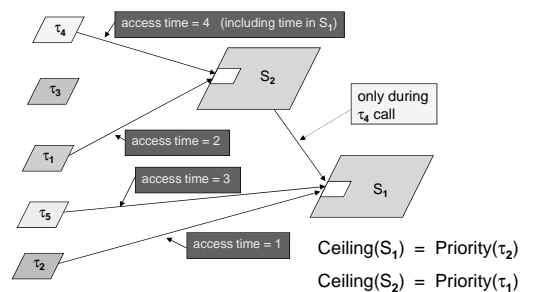 access time = 4 (including time in S1)
τ4
S2
τ3
only during
τ4 call
access time = 2
τ1
access time = 3
S1
τ5
access time = 1
Ceiling(S1) = Priority(τ2)
τ2
Ceiling(S2) = Priority(τ1)